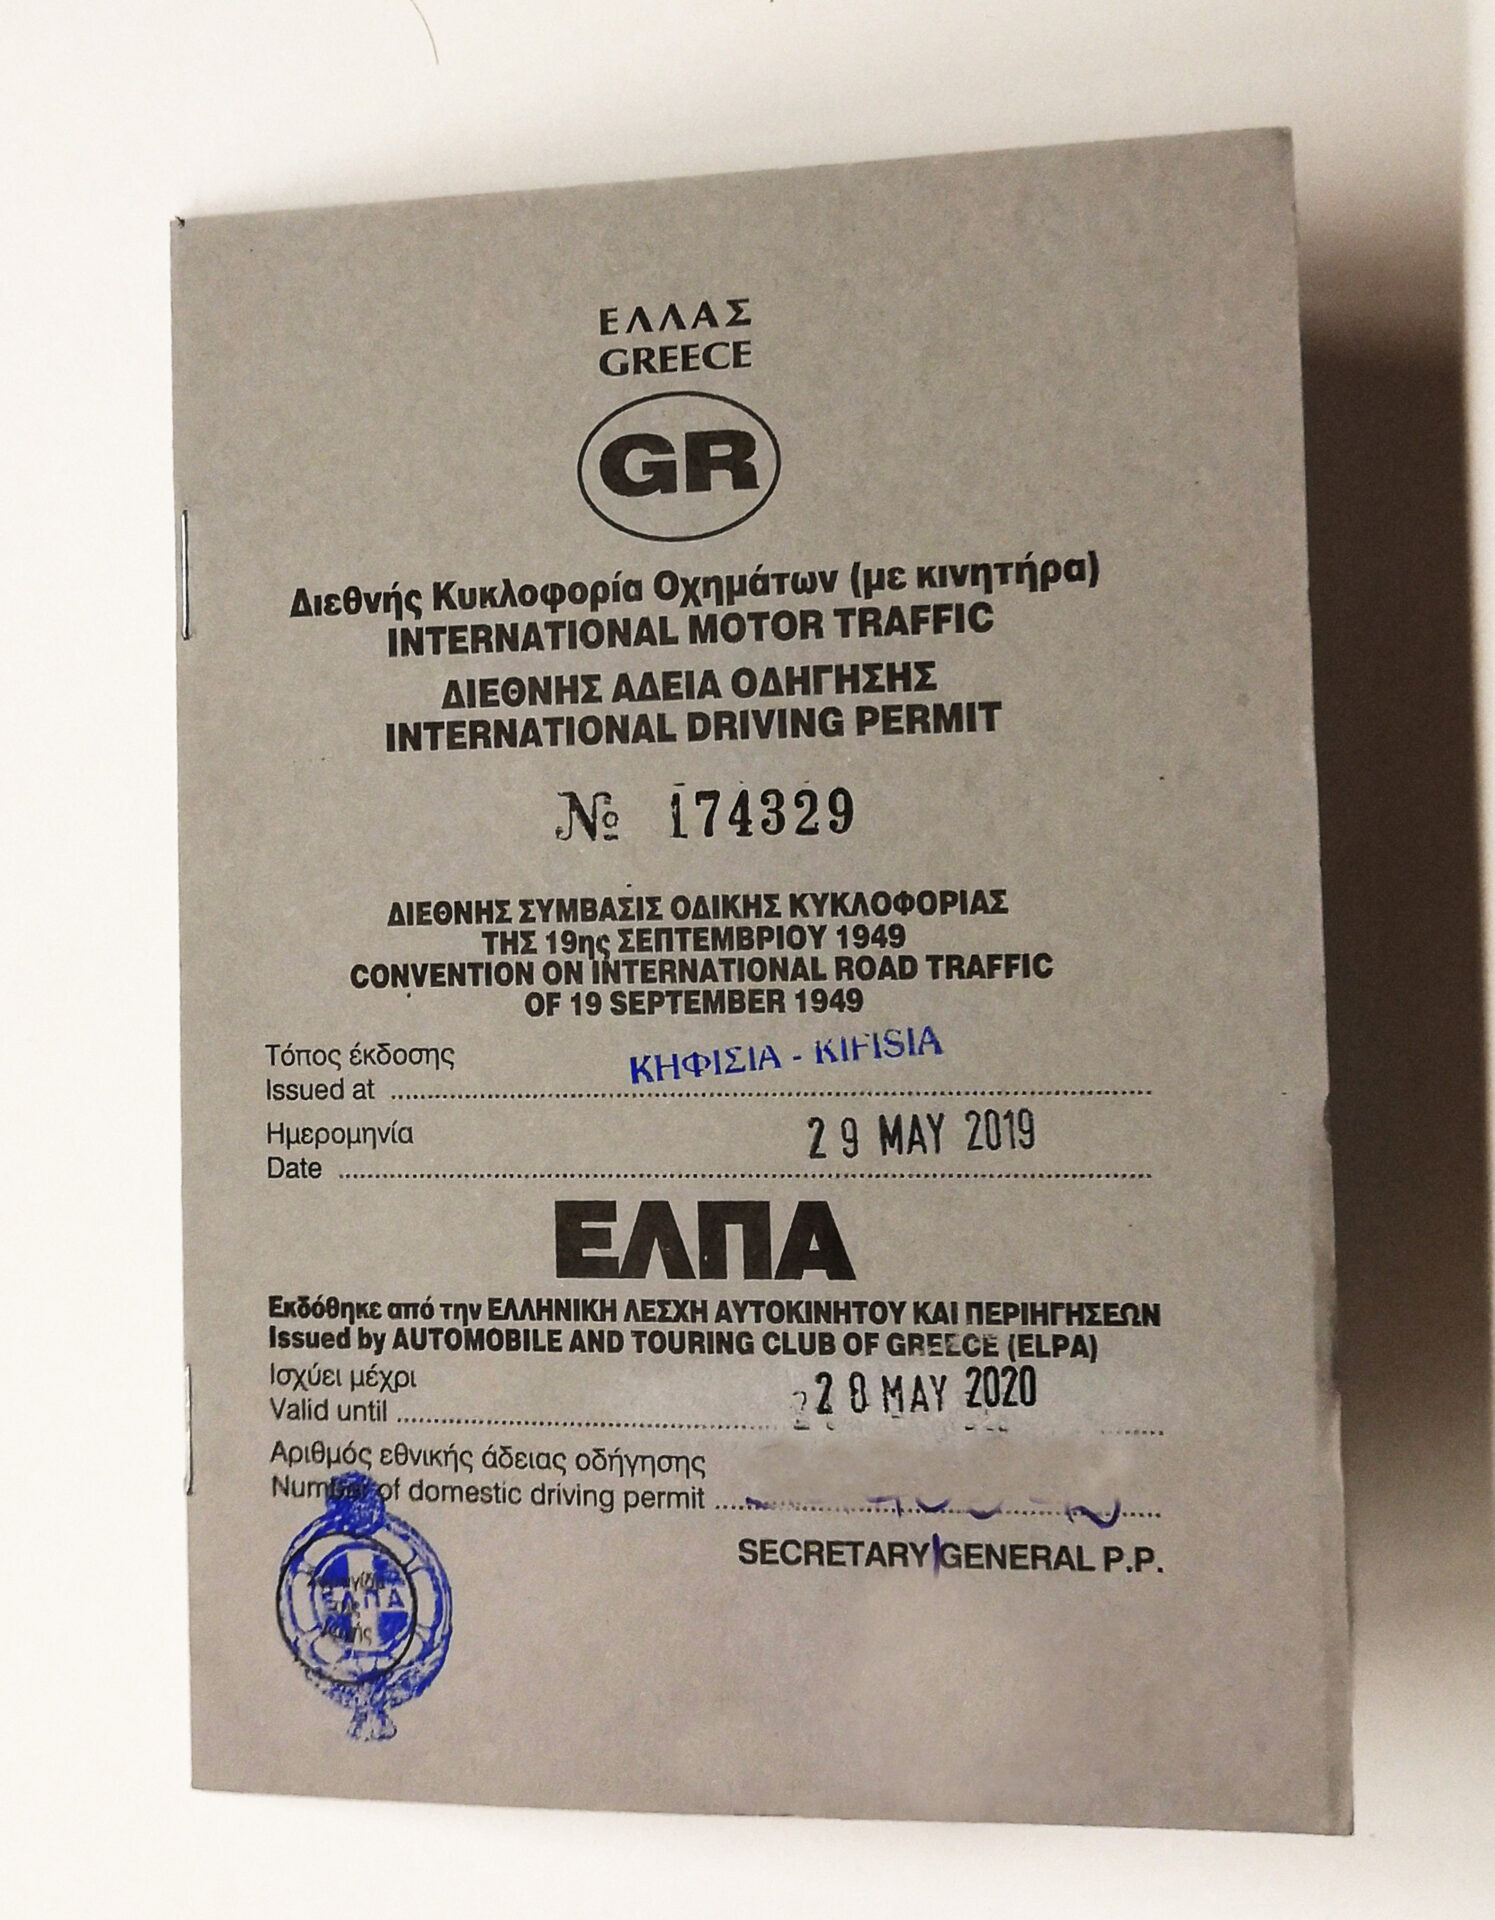 ΕΛΛΑΣ
GREECE
GR
Διεθνής Κυκλοφορία Οχημάτων (με κινητήρα)
INTERNATIONAL MOTOR TRAFFIC
ΔΙΕΘΝΗΣ ΑΔΕΙΑ ΟΔΗΓΗΣΗΣ
INTERNATIONAL DRIVING PERMIT
№ 174329
ΔΙΕΘΝΗΣ ΣΥΜΒΑΣΙΣ ΟΔΙΚΗΣ ΚΥΚΛΟΦΟΡΙΑΣ
ΤΗΣ 19ης ΣΕΠΤΕΜΒΡΙΟΥ 1949
CONVENTION ON INTERNATIONAL ROAD TRAFFIC
OF 19 SEPTEMBER 1949
Τόπος έκδοσης
Issued at ΚΗΦΙΣΙΑ - KIFISIA
Ημερομηνία
Date 29 MAY 2019
ΕΛΠΑ
Εκδόθηκε από την ΕΛΛΗΝΙΚΗ ΛΕΣΧΗ ΑΥΤΟΚΙΝΗΤΟΥ ΚΑΙ ΠΕΡΙΗΓΗΣΕΩΝ
Issued by AUTOMOBILE AND TOURING CLUB OF GREECE (ELPA)
Ισχύει μέχρι
Valid until 28 MAY 2020
Αριθμός εθνικής άδειας οδήγησης
Number of domestic driving permit
SECRETARY GENERAL P.P.
ΕΛΠΑ